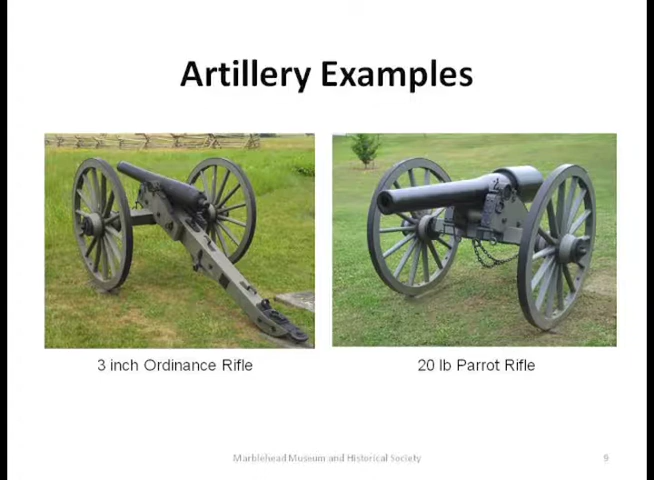 Artillery Examples
3 inch Ordinance Rifle
20 lb Parrot Rifle
Marblehead Museum and Historical Society
9